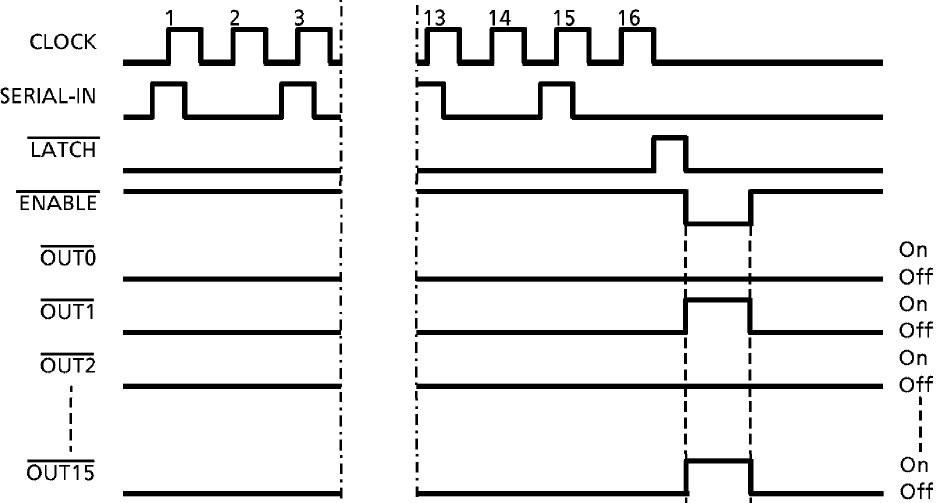 1 2 3 13 14 15 16
CLOCK
SERIAL-IN
LATCH
ENABLE
OUT0 On
Off
OUT1 On
Off
OUT2 On
Off
OUT15 On
Off